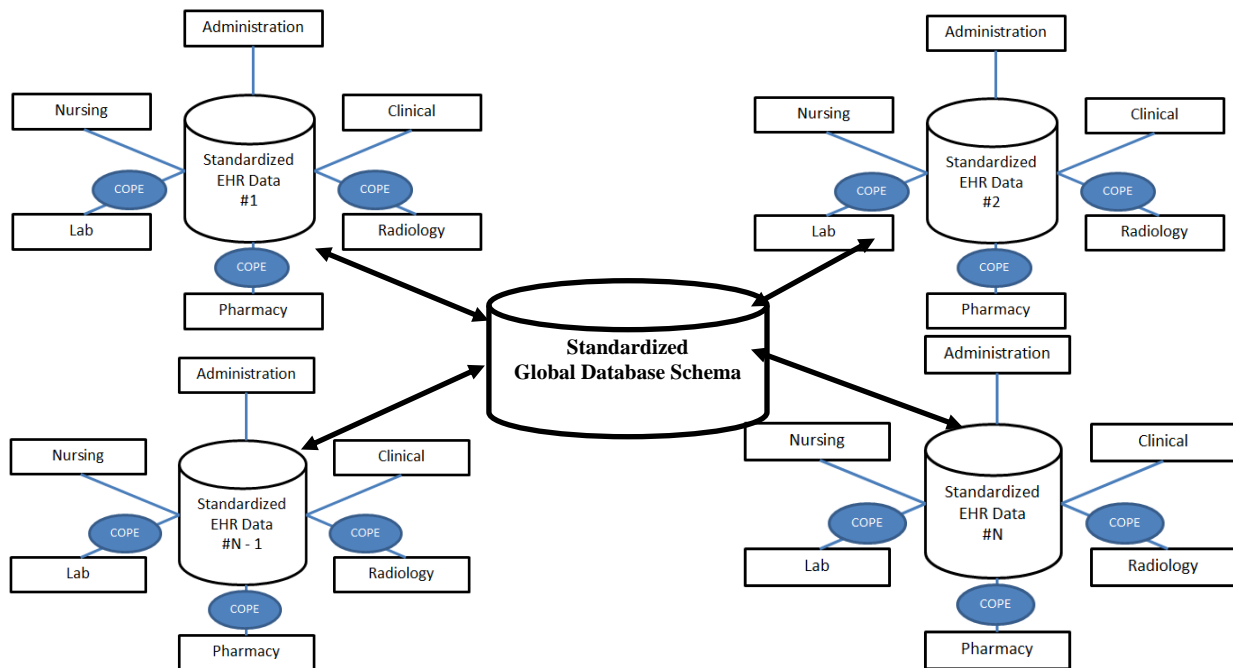 Administration
Nursing
Clinical
Standardized
EHR Data
#1
COPE
COPE
Lab
Radiology
COPE
Pharmacy
Administration
Nursing
Clinical
Standardized
EHR Data
#2
COPE
COPE
Lab
Radiology
COPE
Pharmacy
Standardized
Global Database Schema
Administration
Nursing
Clinical
Standardized
EHR Data
#N - 1
COPE
COPE
Lab
Radiology
COPE
Pharmacy
Administration
Nursing
Clinical
Standardized
EHR Data
#N
COPE
COPE
Lab
Radiology
COPE
Pharmacy